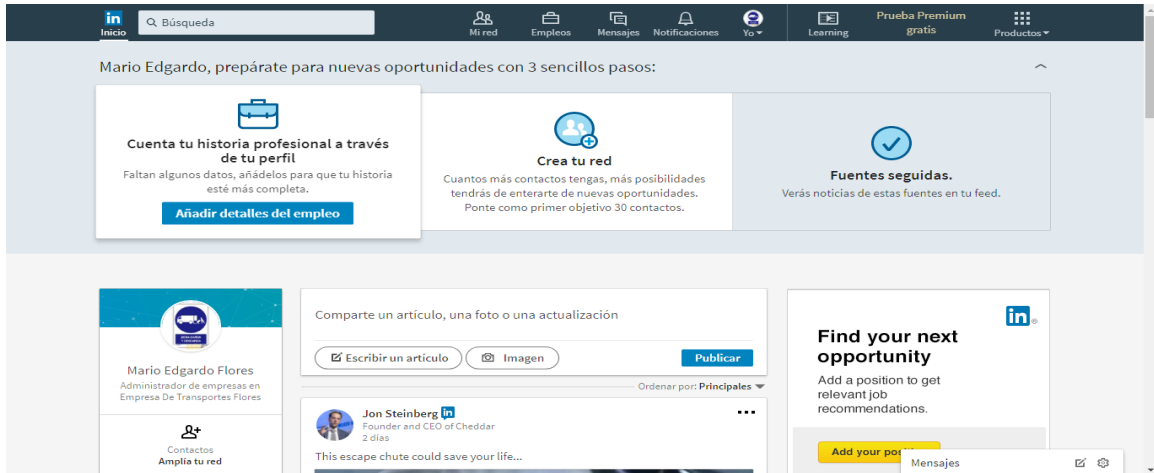 in
Inicio
Búsqueda
Mi red
Empleos
Mensajes
Notificaciones
Yo
Learning
Prueba Premium
gratis
Productos
Mario Edgardo, prepárate para nuevas oportunidades con 3 sencillos pasos:
Cuenta tu historia profesional a través
de tu perfil
Faltan algunos datos, añádelos para que tu historia
esté más completa.
Añadir detalles del empleo
Crea tu red
Cuantos más contactos tengas, más posibilidades
tendrás de enterarte de nuevas oportunidades.
Ponte como primer objetivo 30 contactos.
Fuentes seguidas.
Verás noticias de estas fuentes en tu feed.
Mario Edgardo Flores
Administrador de empresas en
Empresa De Transportes Flores
Contactos
Amplía tu red
Comparte un artículo, una foto o una actualización
Escribir un artículo
Imagen
Publicar
Ordenar por: Principales
Jon Steinberg in
Founder and CEO of Cheddar
2 días
This escape chute could save your life...
in
Find your next
opportunity
Add a position to get
relevant job
recommendations.
Add your
Mensajes